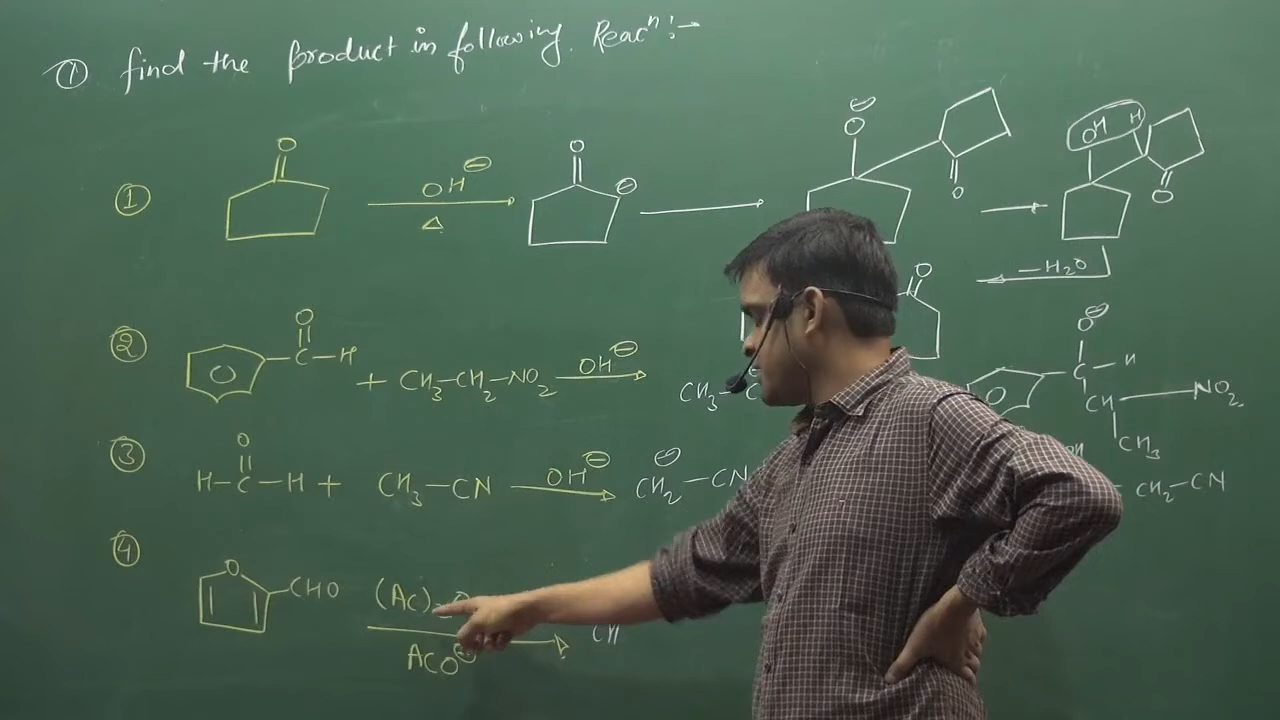 ① find the product in following. Reacⁿ:-
① O OH⊖ △ O ⊖ O⊖ O OH H O
-H₂O
O
② O C-H + CH₃-CH₂-NO₂ OH⊖ CH₃ O⊖ C-H CH-NO₂ CH₃
③ O H-C-H + CH₃-CN OH⊖ ⊖ CH₂-CN CH₂-CN
④ O CHO (Ac)₂O ACO⊖